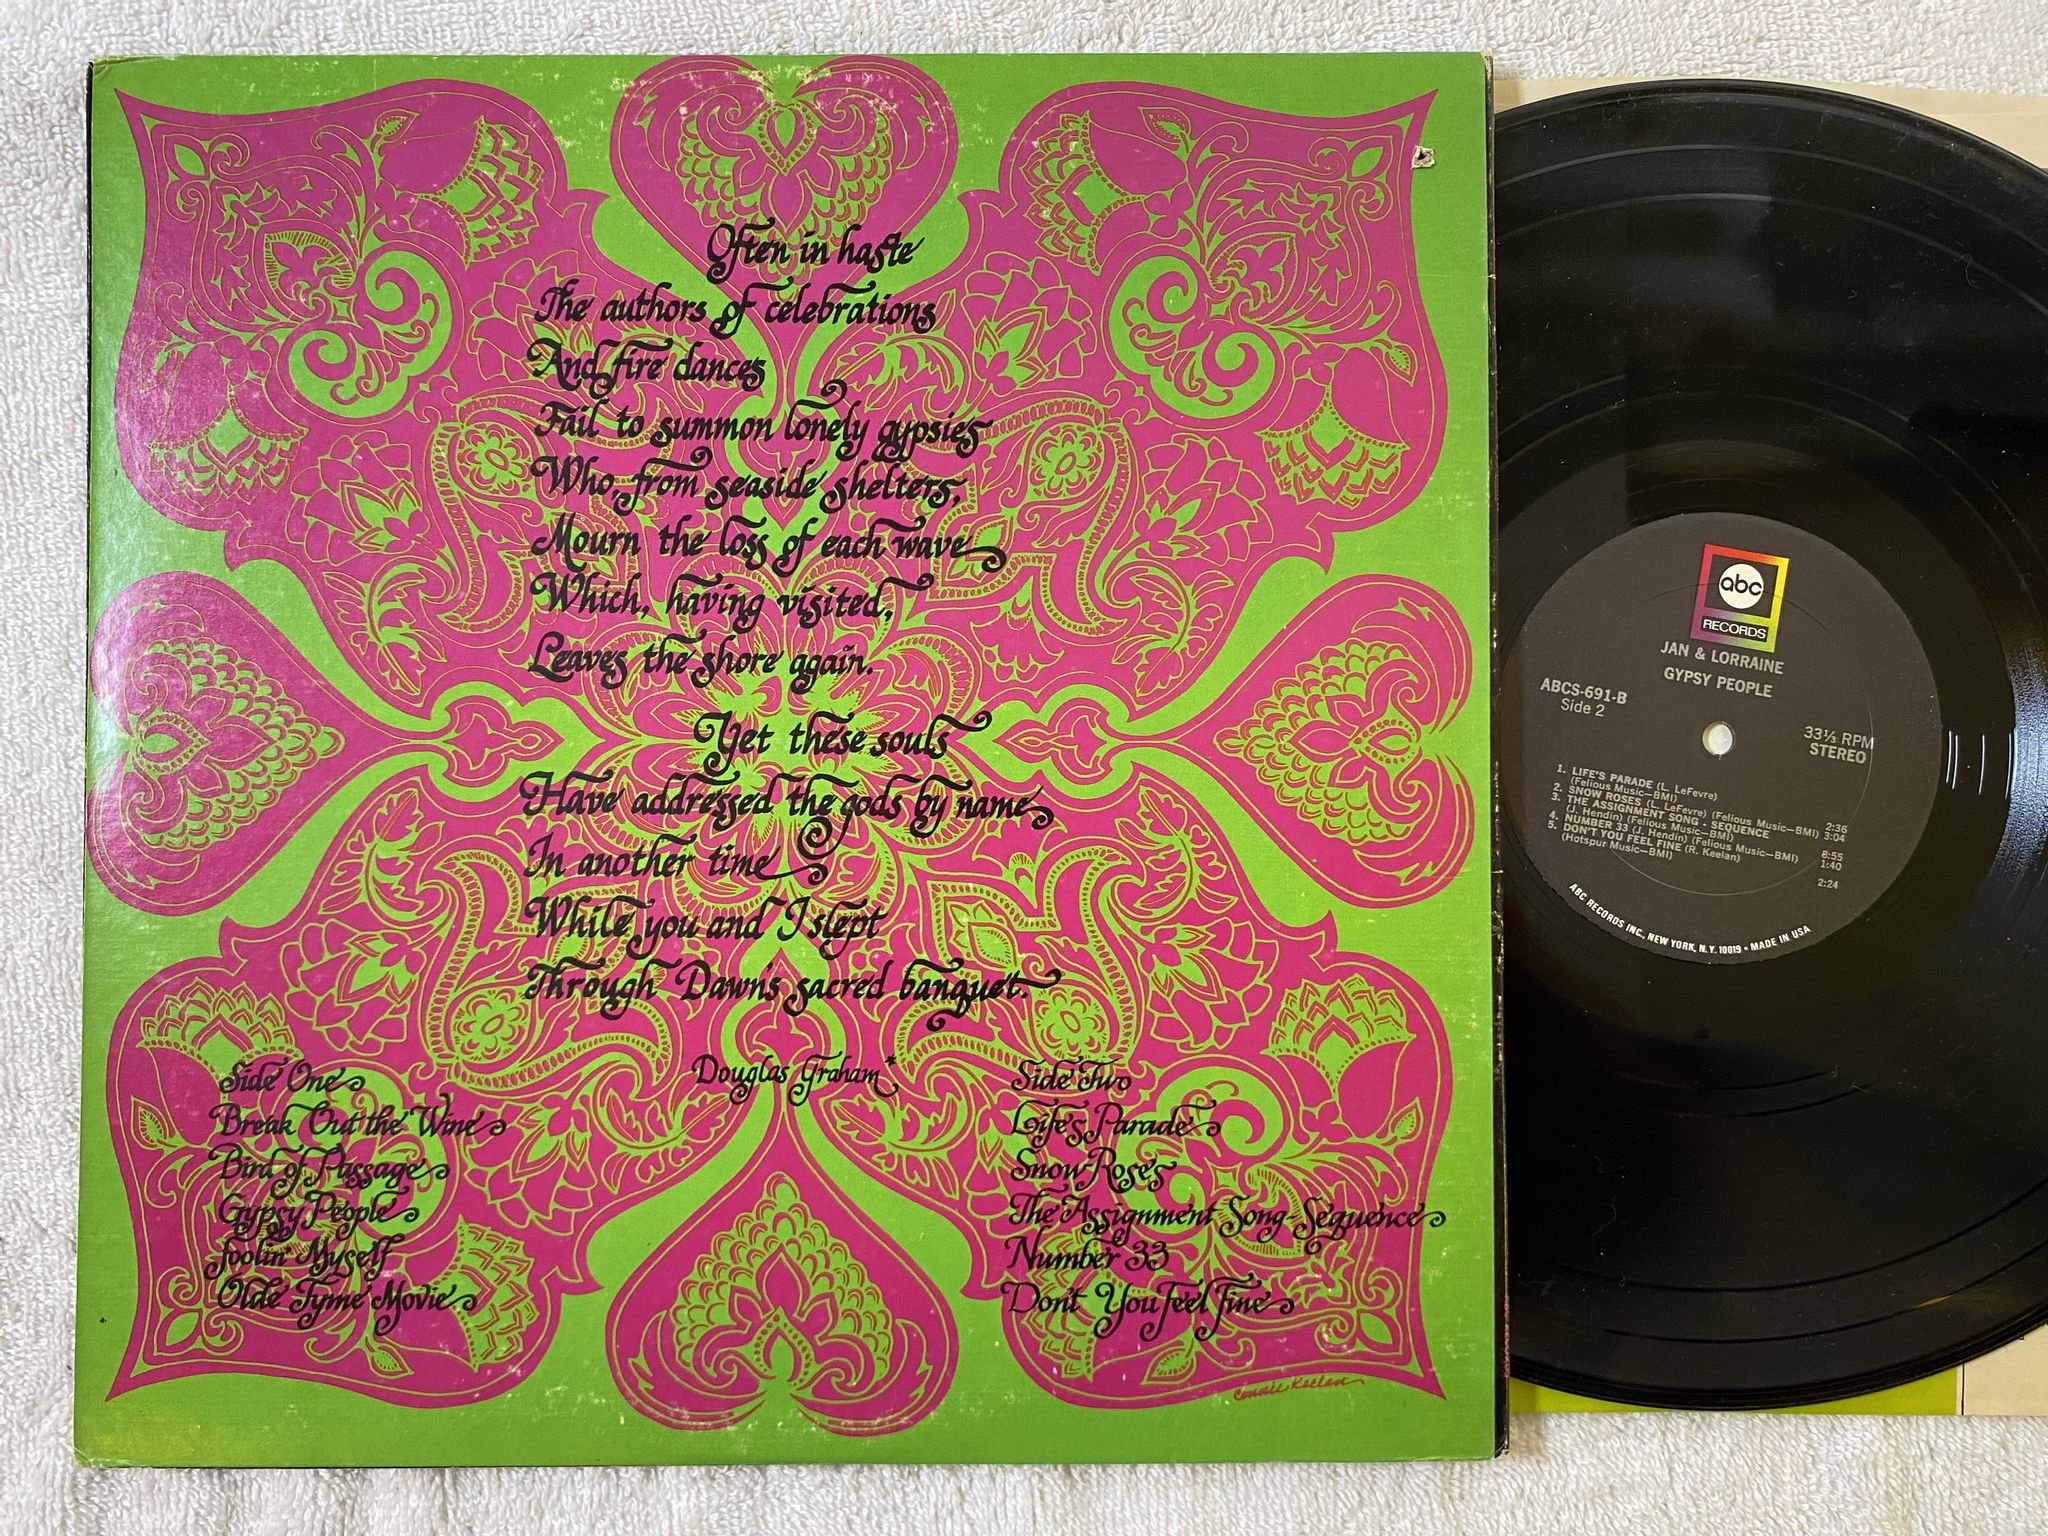 Often in haste
The authors of celebrations
And fire dances
Fail to summon lonely gypsies
Who, from seaside shelters,
Mourn the loss of each wave
Which, having visited,
Leaves the shore again.
Yet these souls
Have addressed the gods by name
In another time
While you and I slept
Through Dawn's sacred banquet.
Douglas Graham*
Side One
Break Out the Wine
Bird of Passage
Gypsy People
Foolin' Myself
Olde Tyme Movie
Side Two
Life's Parade
Snow Roses
The Assignment Song-Sequence
Number 33
Don't You Feel Fine
Connie Keelan
abc
RECORDS
JAN & LORRAINE
GYPSY PEOPLE
ABCS-691-B
Side 2
33⅓ RPM
STEREO
1. LIFE'S PARADE (L. LeFevre)
(Felious Music—BMI) 2:36
2. SNOW ROSES (L. LeFevre) (Felious Music—BMI) 3:04
3. THE ASSIGNMENT SONG - SEQUENCE
(J. Hendin) (Felious Music—BMI) 8:55
4. NUMBER 33 (J. Hendin) (Felious Music—BMI) 1:40
5. DON'T YOU FEEL FINE (R. Keelan)
(Hotspur Music—BMI) 2:24
ABC RECORDS INC., NEW YORK, N.Y. 10019 • MADE IN USA